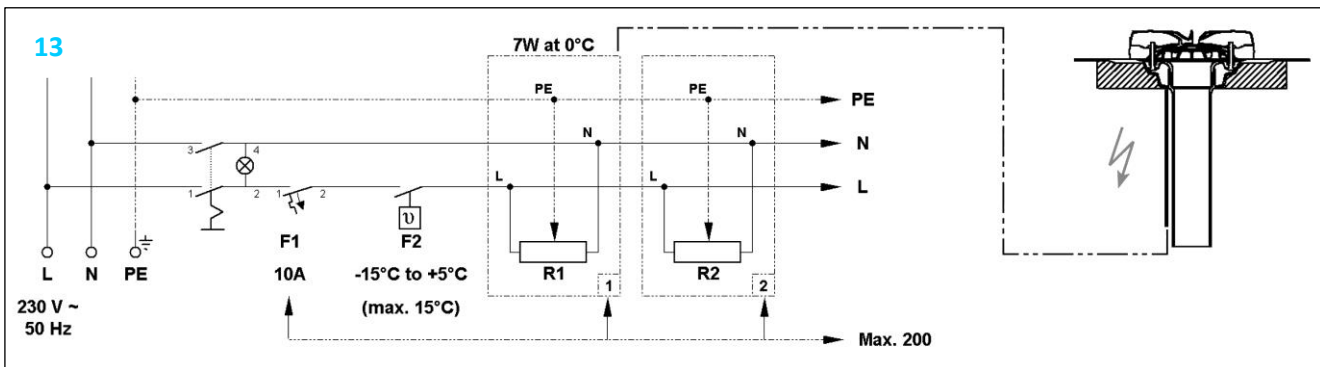 13
7W at 0°C
PE PE PE
N N N
3 4
L L L
1 2 1 2
υ
L N PE
F1 F2 R1 R2
230 V ~
50 Hz
10A
-15°C to +5°C
(max. 15°C)
1 2
Max. 200